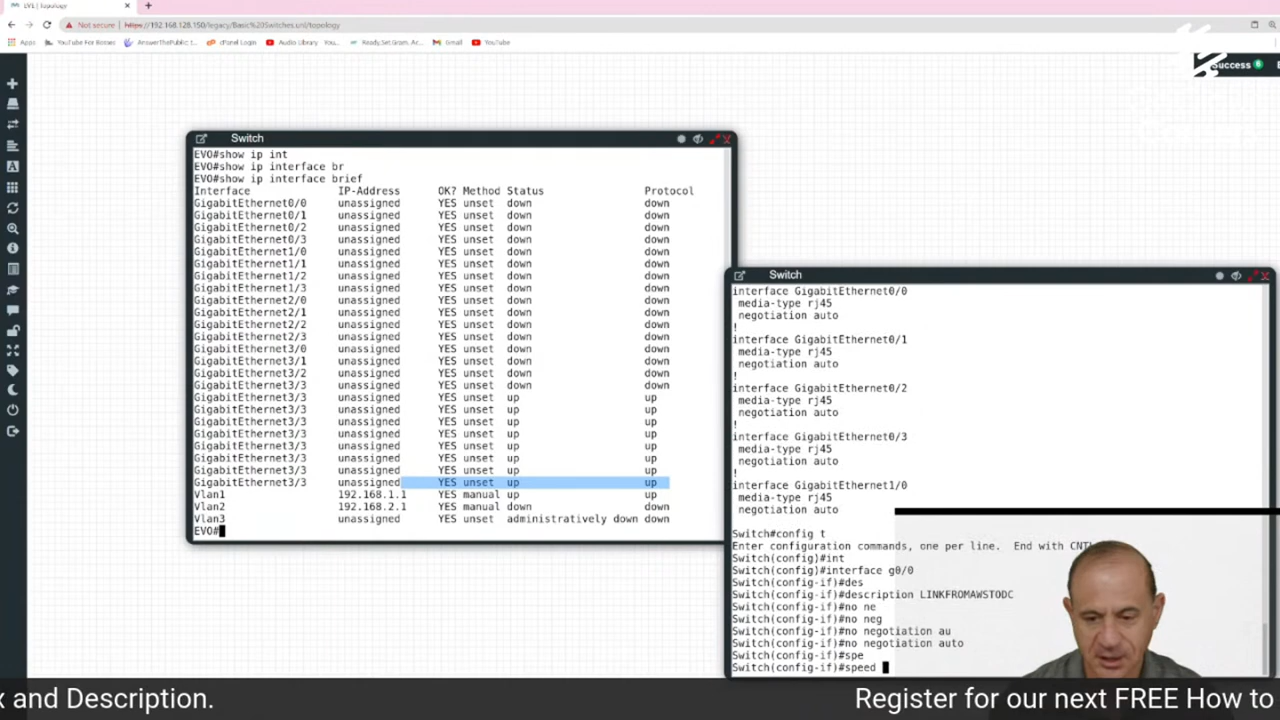 EVE | Topology
Not secure https://192.168.128.150/legacy/Basic%20Switches.unl/topology
Apps YouTube For Busines AnswerThePublic: t... cPanel Login Audio Library You... Ready,Set,Gram. Ac... Gmail YouTube
Success 6
Switch
EVO#show ip int
EVO#show ip interface br
EVO#show ip interface brief
Interface IP-Address OK? Method Status Protocol
GigabitEthernet0/0 unassigned YES unset down down
GigabitEthernet0/1 unassigned YES unset down down
GigabitEthernet0/2 unassigned YES unset down down
GigabitEthernet0/3 unassigned YES unset down down
GigabitEthernet1/0 unassigned YES unset down down
GigabitEthernet1/1 unassigned YES unset down down
GigabitEthernet1/2 unassigned YES unset down down
GigabitEthernet1/3 unassigned YES unset down down
GigabitEthernet2/0 unassigned YES unset down down
GigabitEthernet2/1 unassigned YES unset down down
GigabitEthernet2/2 unassigned YES unset down down
GigabitEthernet2/3 unassigned YES unset down down
GigabitEthernet3/0 unassigned YES unset down down
GigabitEthernet3/1 unassigned YES unset down down
GigabitEthernet3/2 unassigned YES unset down down
GigabitEthernet3/3 unassigned YES unset down down
GigabitEthernet3/3 unassigned YES unset up up
GigabitEthernet3/3 unassigned YES unset up up
GigabitEthernet3/3 unassigned YES unset up up
GigabitEthernet3/3 unassigned YES unset up up
GigabitEthernet3/3 unassigned YES unset up up
GigabitEthernet3/3 unassigned YES unset up up
GigabitEthernet3/3 unassigned YES unset up up
GigabitEthernet3/3 unassigned YES unset up up
Vlan1 192.168.1.1 YES manual up up
Vlan2 192.168.2.1 YES manual down down
Vlan3 unassigned YES unset administratively down down
EVO#
Switch
interface GigabitEthernet0/0
media-type rj45
negotiation auto
!
interface GigabitEthernet0/1
media-type rj45
negotiation auto
!
interface GigabitEthernet0/2
media-type rj45
negotiation auto
!
interface GigabitEthernet0/3
media-type rj45
negotiation auto
!
interface GigabitEthernet1/0
media-type rj45
negotiation auto
Switch#config t
Enter configuration commands, one per line. End with CNTL
Switch(config)#int
Switch(config)#interface g0/0
Switch(config-if)#des
Switch(config-if)#description LINKFROMAWSTODC
Switch(config-if)#no ne
Switch(config-if)#no neg
Switch(config-if)#no negotiation au
Switch(config-if)#no negotiation auto
Switch(config-if)#spe
Switch(config-if)#speed
x and Description. Register for our next FREE How to